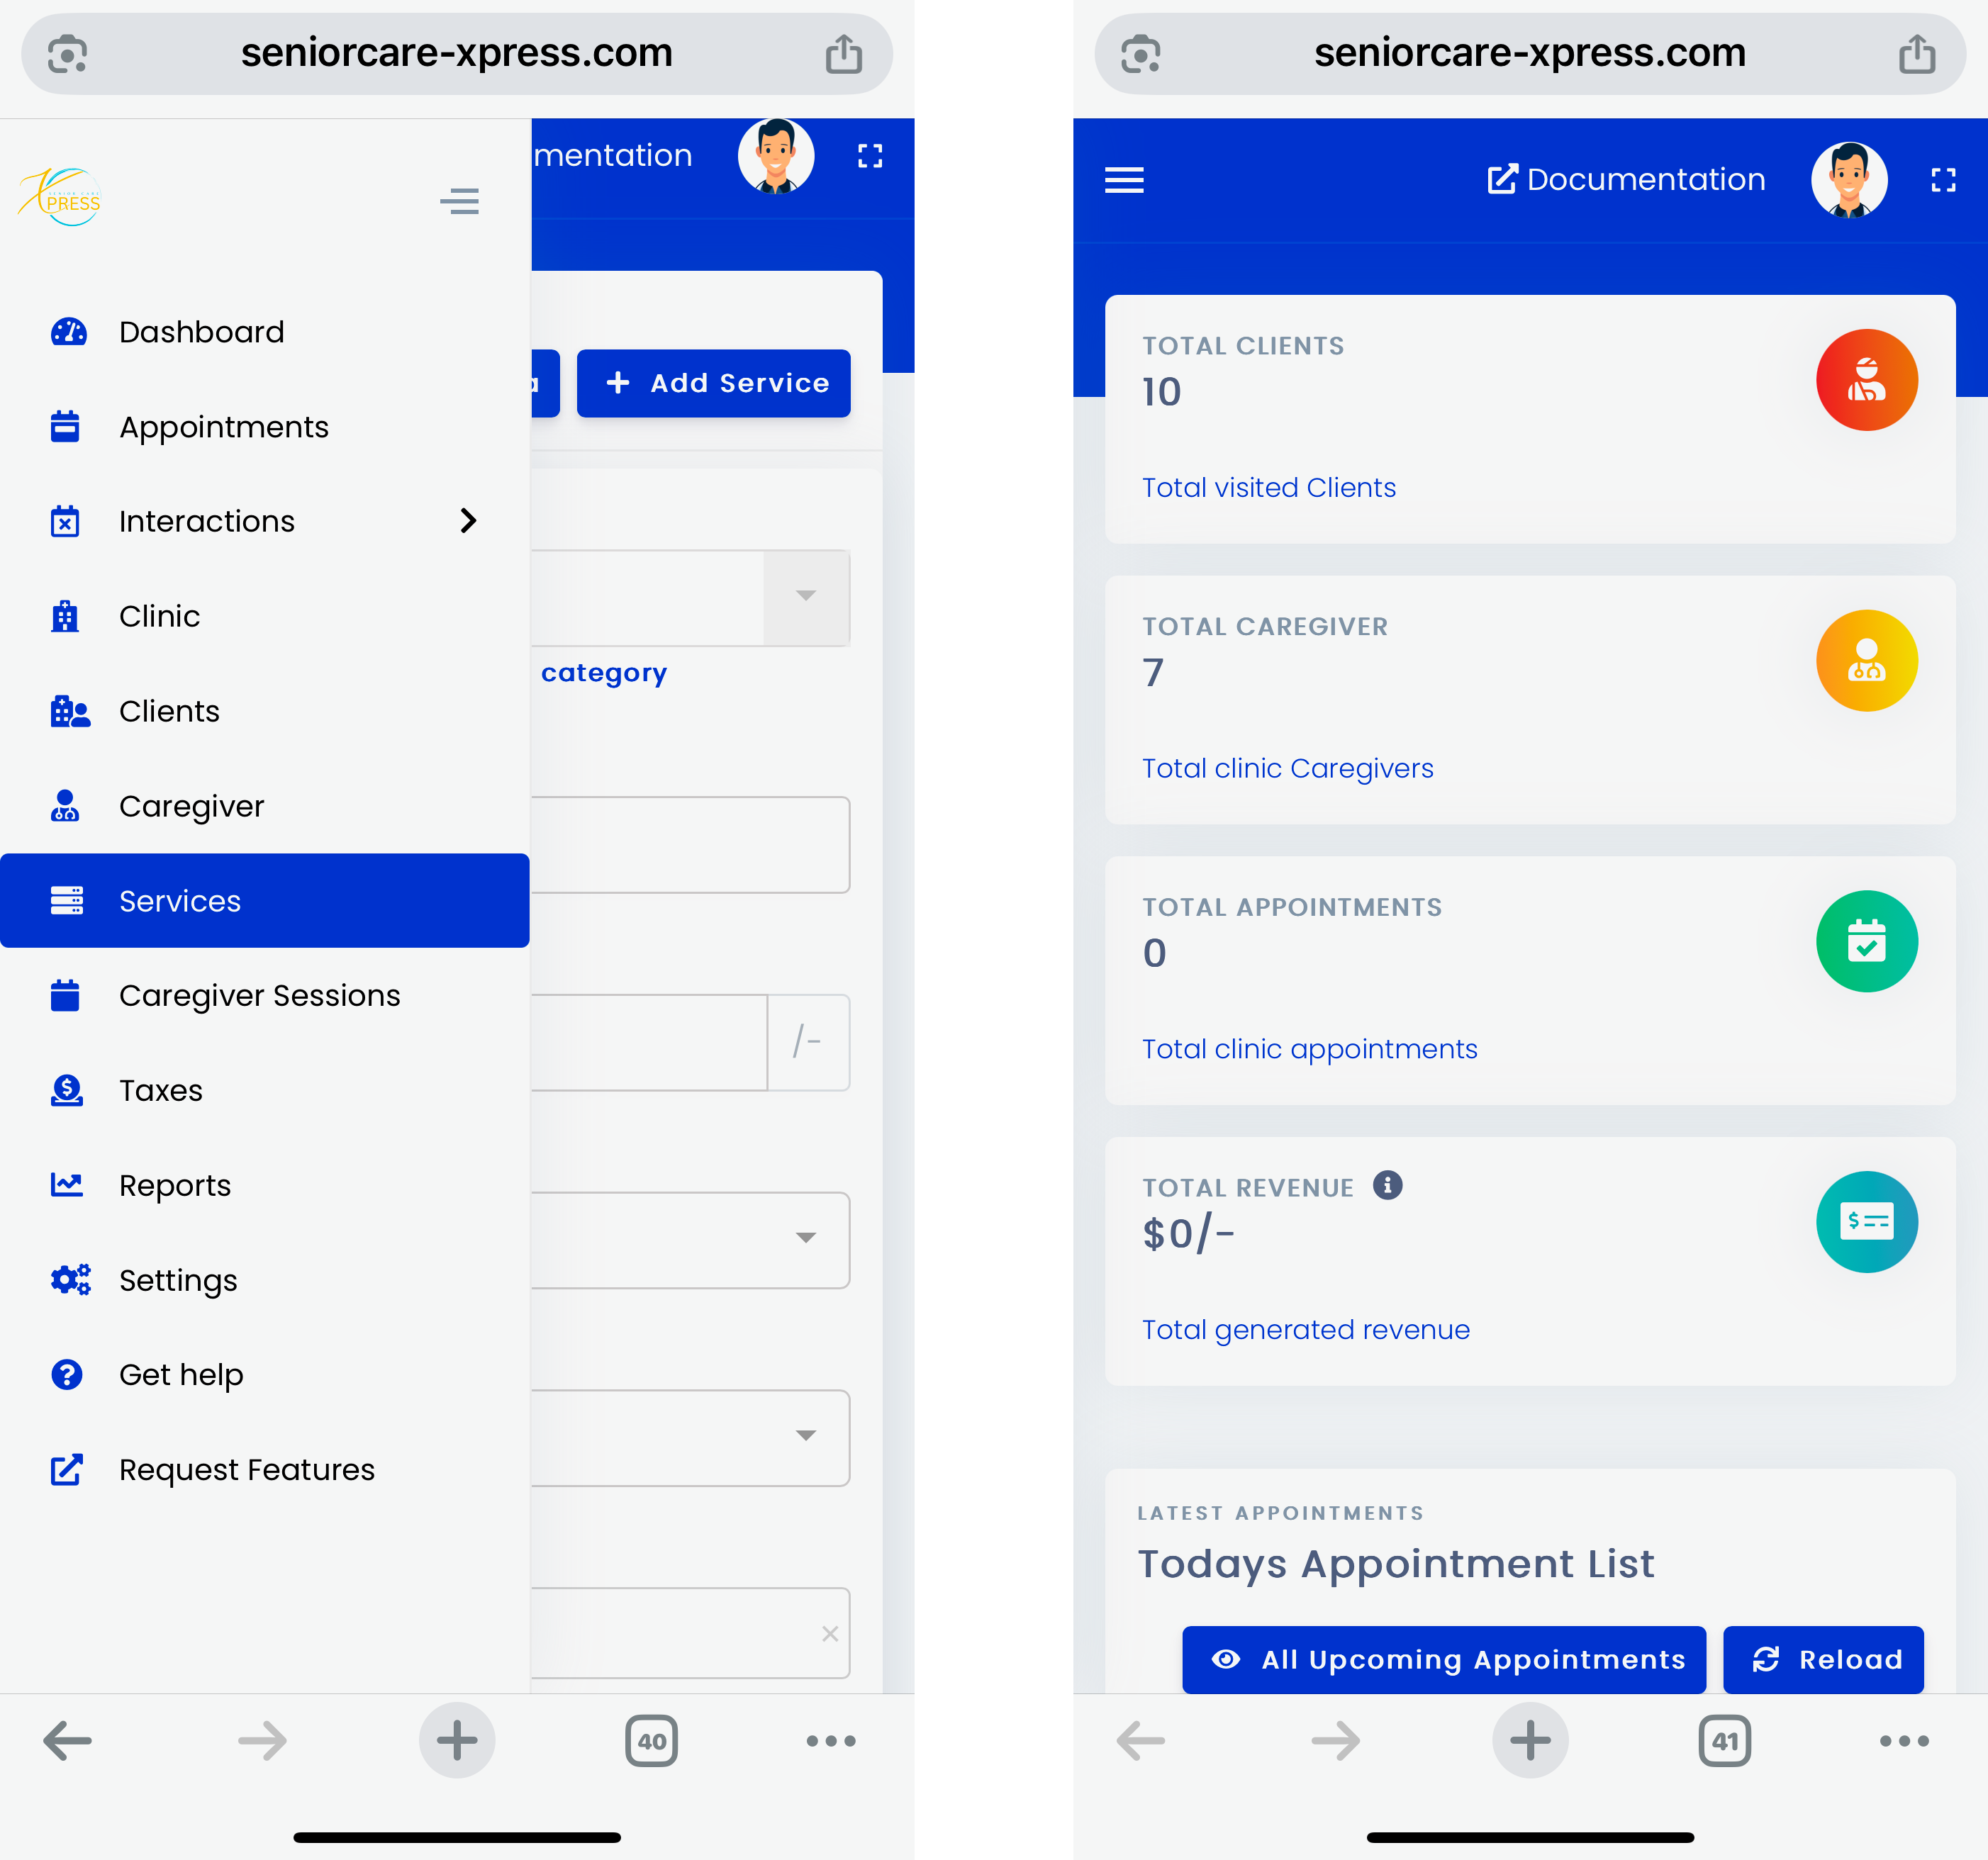 seniorcare-xpress.com
SENIOR CARE
XPRESS
mentation
Dashboard
Add Service
Appointments
Interactions
Clinic
category
Clients
Caregiver
Services
Caregiver Sessions
/-
Taxes
Reports
Settings
Get help
Request Features
40
seniorcare-xpress.com
Documentation
TOTAL CLIENTS
10
Total visited Clients
TOTAL CAREGIVER
7
Total clinic Caregivers
TOTAL APPOINTMENTS
0
Total clinic appointments
TOTAL REVENUE
$0/-
Total generated revenue
LATEST APPOINTMENTS
Todays Appointment List
All Upcoming Appointments
Reload
41